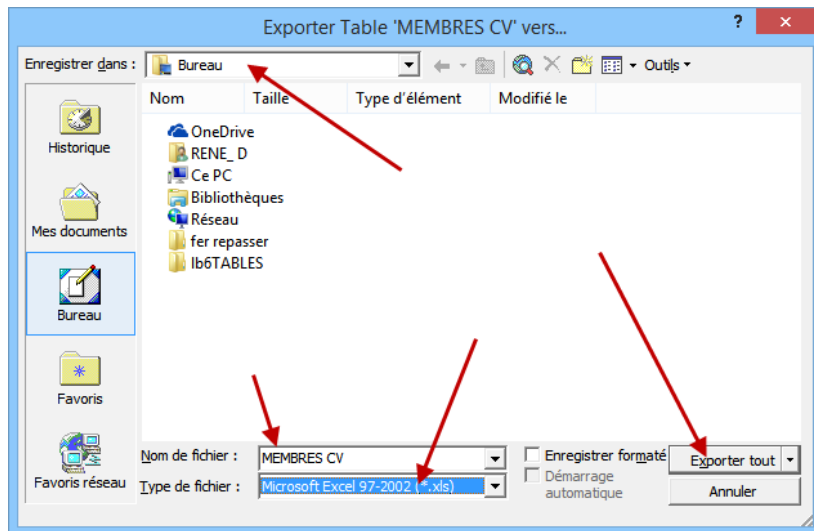 Exporter Table 'MEMBRES CV' vers...
?
×
Enregistrer dans :
Bureau
Outils
Nom Taille Type d'élément Modifié le
Historique
Mes documents
Bureau
Favoris
Favoris réseau
OneDrive
RENE_ D
Ce PC
Bibliothèques
Réseau
fer repasser
lb6TABLES
Nom de fichier : MEMBRES CV
Type de fichier : Microsoft Excel 97-2002 (*.xls)
Enregistrer formaté
Démarrage
automatique
Exporter tout
Annuler